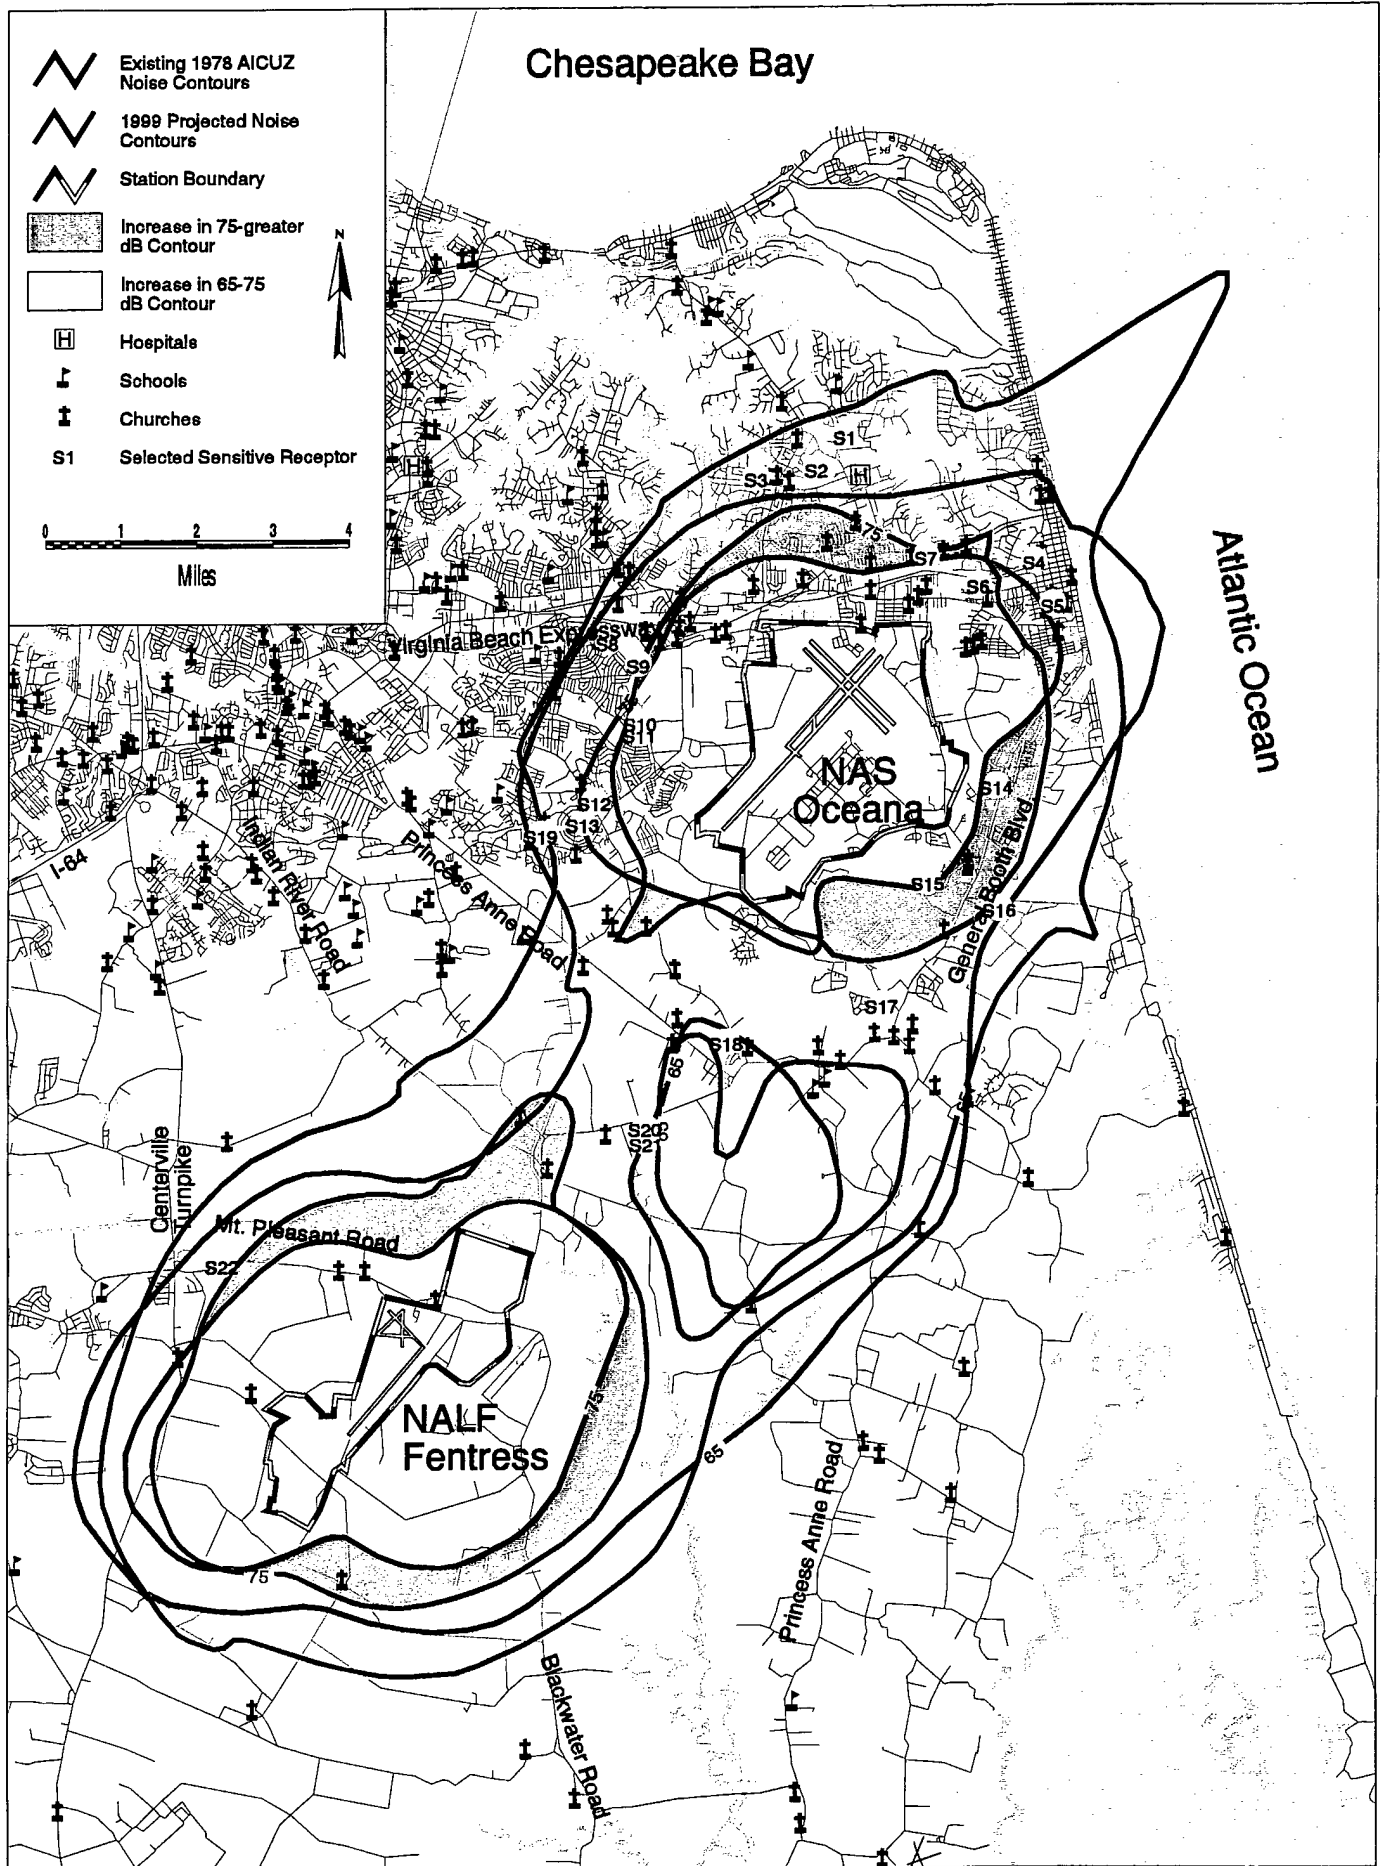 Existing 1978 AICUZ
Noise Contours
1999 Projected Noise
Contours
Station Boundary
Increase in 75-greater
dB Contour
Increase in 65-75
dB Contour
H Hospitals
Schools
Churches
S1 Selected Sensitive Receptor
N
0 1 2 3 4
Miles
Chesapeake Bay
Atlantic Ocean
S1
S2
S3
H
H
75
S7
S4
S6
S5
Virginia Beach Expressway
S8
S9
S10
S11
NAS
Oceana
S12
S13
S14
S19
S15
S16
General Booth Blvd
I-64
Indian River Road
Princess Anne Road
S17
S18
65
65
S20
S21
Centerville
Turnpike
Mt. Pleasant Road
S22
NALF
Fentress
75
65
75
Princess Anne Road
Blackwater Road